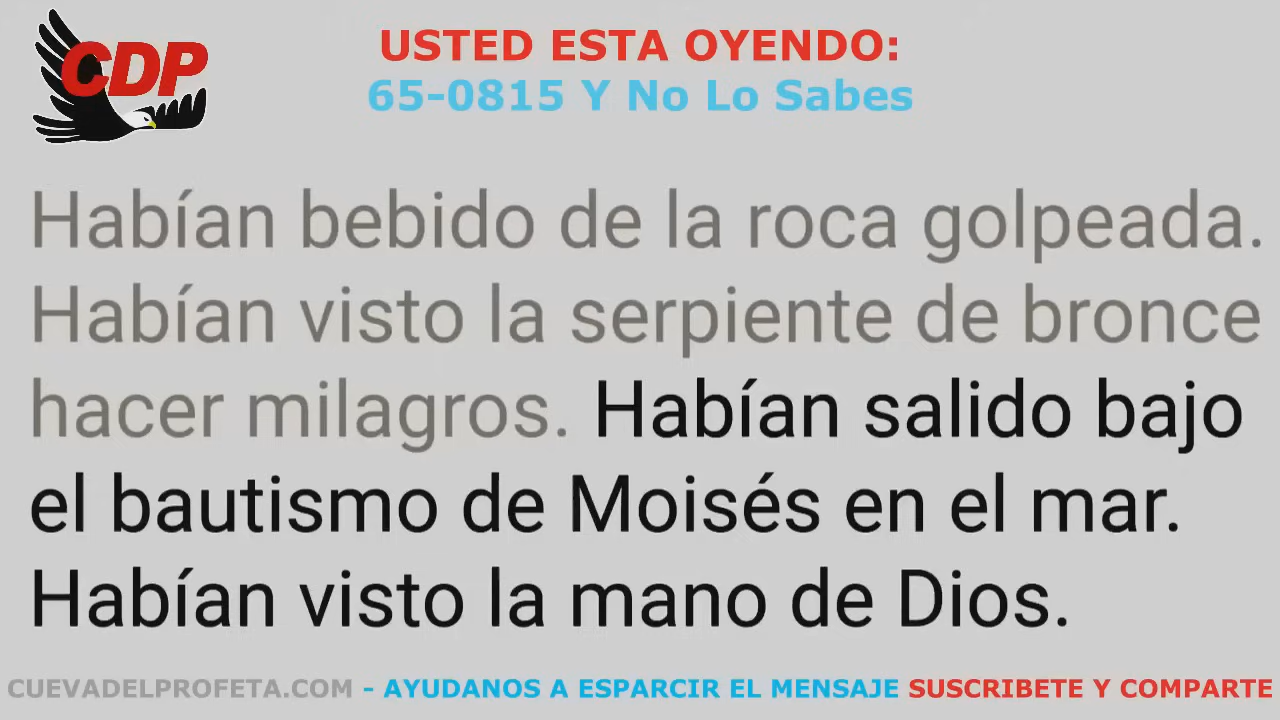 CDP
USTED ESTA OYENDO:
65-0815 Y No Lo Sabes
Habían bebido de la roca golpeada.
Habían visto la serpiente de bronce
hacer milagros. Habían salido bajo
el bautismo de Moisés en el mar.
Habían visto la mano de Dios.
CUEVADELPROFETA.COM - AYUDANOS A ESPARCIR EL MENSAJE SUSCRIBETE Y COMPARTE